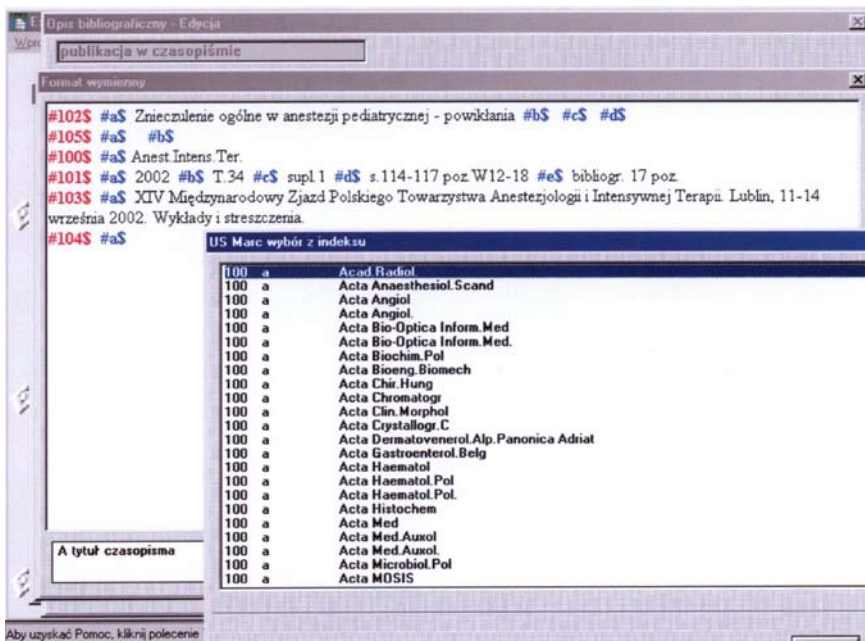 Opis bibliograficzny - Edycja
publikacja w czasopiśmie
Format wymienny
#102$ #a$ Znieczulenie ogólne w anestezji pediatrycznej - powikłania #b$ #c$ #d$
#105$ #a$ #b$
#100$ #a$ Anest.Intens.Ter.
#101$ #a$ 2002 #b$ T.34 #c$ supl.1 #d$ s.114-117 poz.W12-18 #e$ bibliogr. 17 poz.
#103$ #a$ XIV Międzynarodowy Zjazd Polskiego Towarzystwa Anestezjologii i Intensywnej Terapii. Lublin, 11-14
września 2002. Wykłady i streszczenia.
#104$ #a$
US Marc wybór z indeksu
100 a Acad.Radiol.
100 a Acta Anaesthesiol.Scand
100 a Acta Angiol
100 a Acta Angiol.
100 a Acta Bio-Optica Inform.Med
100 a Acta Bio-Optica Inform.Med.
100 a Acta Biochim.Pol
100 a Acta Bioeng.Biomech
100 a Acta Chir.Hung
100 a Acta Chromatogr
100 a Acta Clin.Morphol
100 a Acta Crystallogr.C
100 a Acta Dermatovenerol.Alp.Panonica Adriat
100 a Acta Gastroenterol.Belg
100 a Acta Haematol
100 a Acta Haematol.Pol
100 a Acta Haematol.Pol.
100 a Acta Histochem
100 a Acta Med
100 a Acta Med.Auxol
100 a Acta Med.Auxol.
100 a Acta Microbiol.Pol
100 a Acta MOSIS
A tytuł czasopisma
Aby uzyskać Pomoc, kliknij polecenie